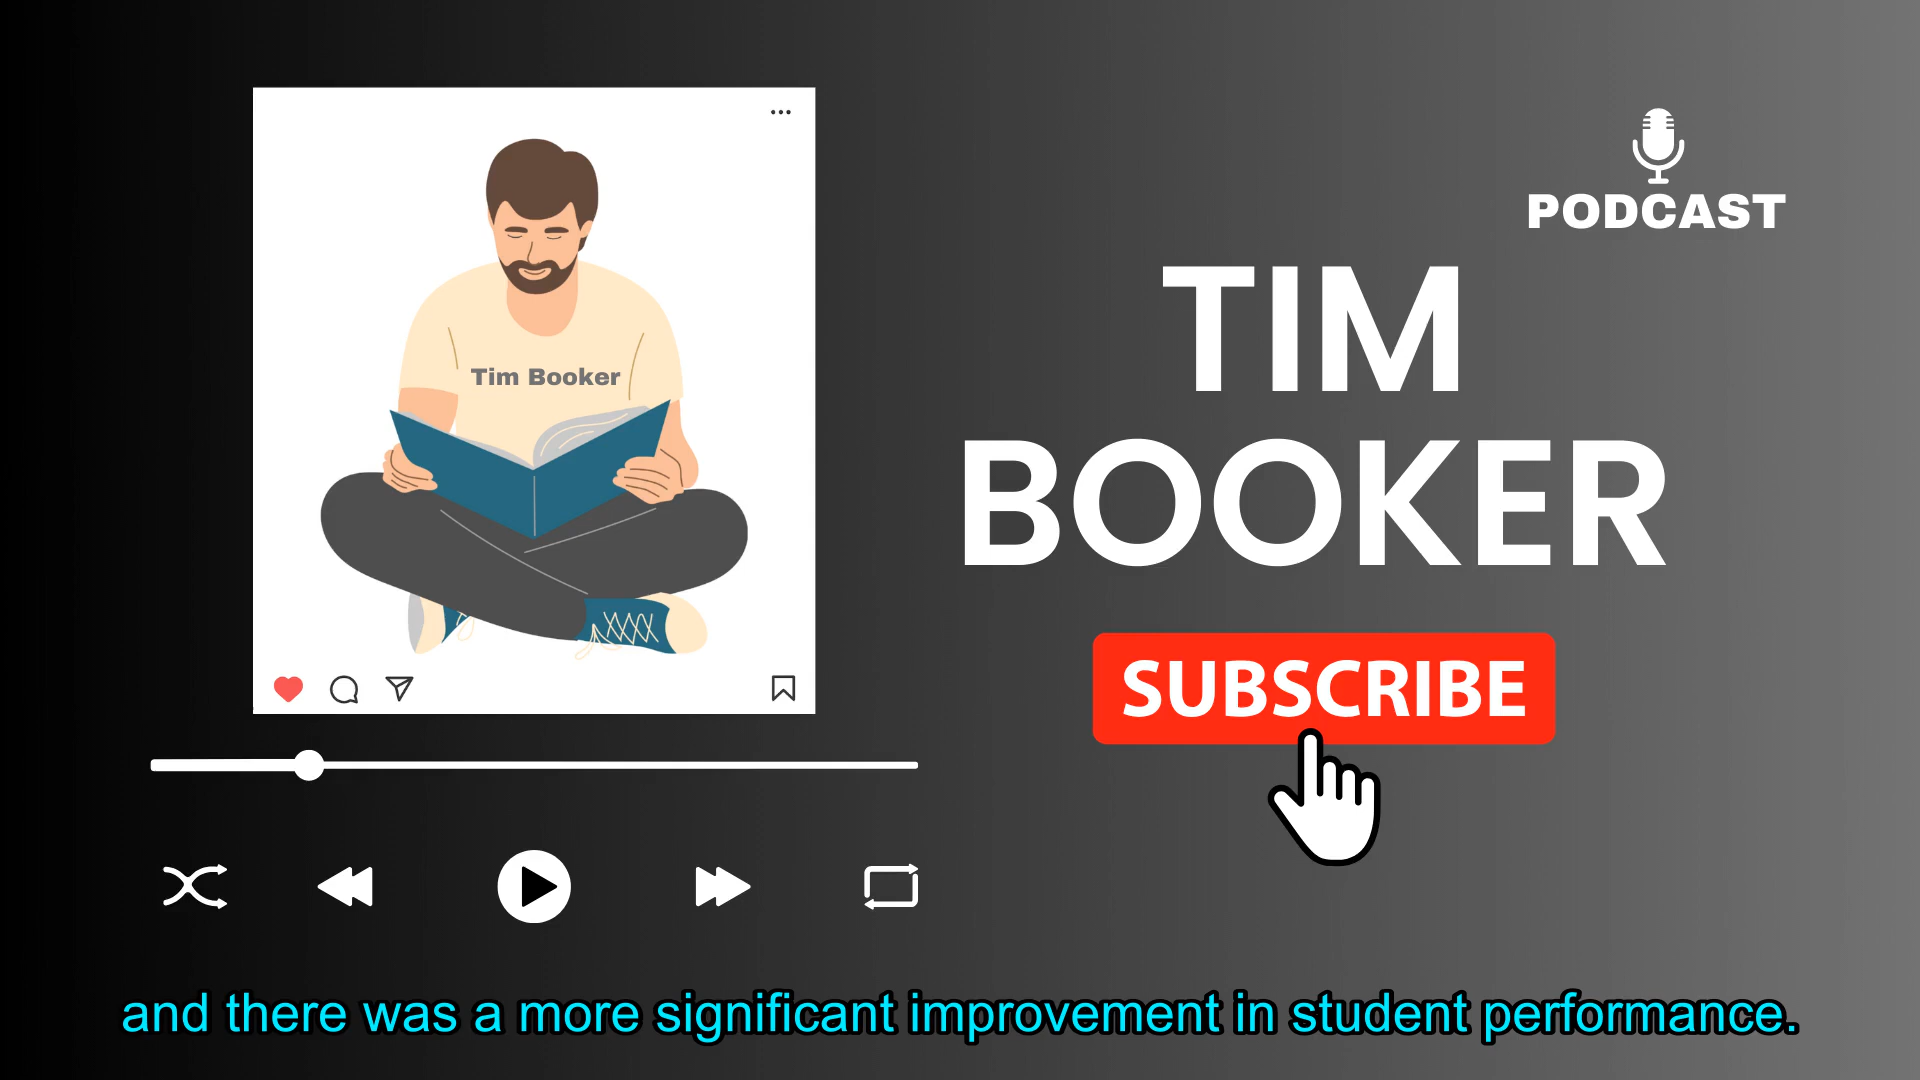 PODCAST
TIM
BOOKER
Tim Booker
SUBSCRIBE
and there was a more significant improvement in student performance.